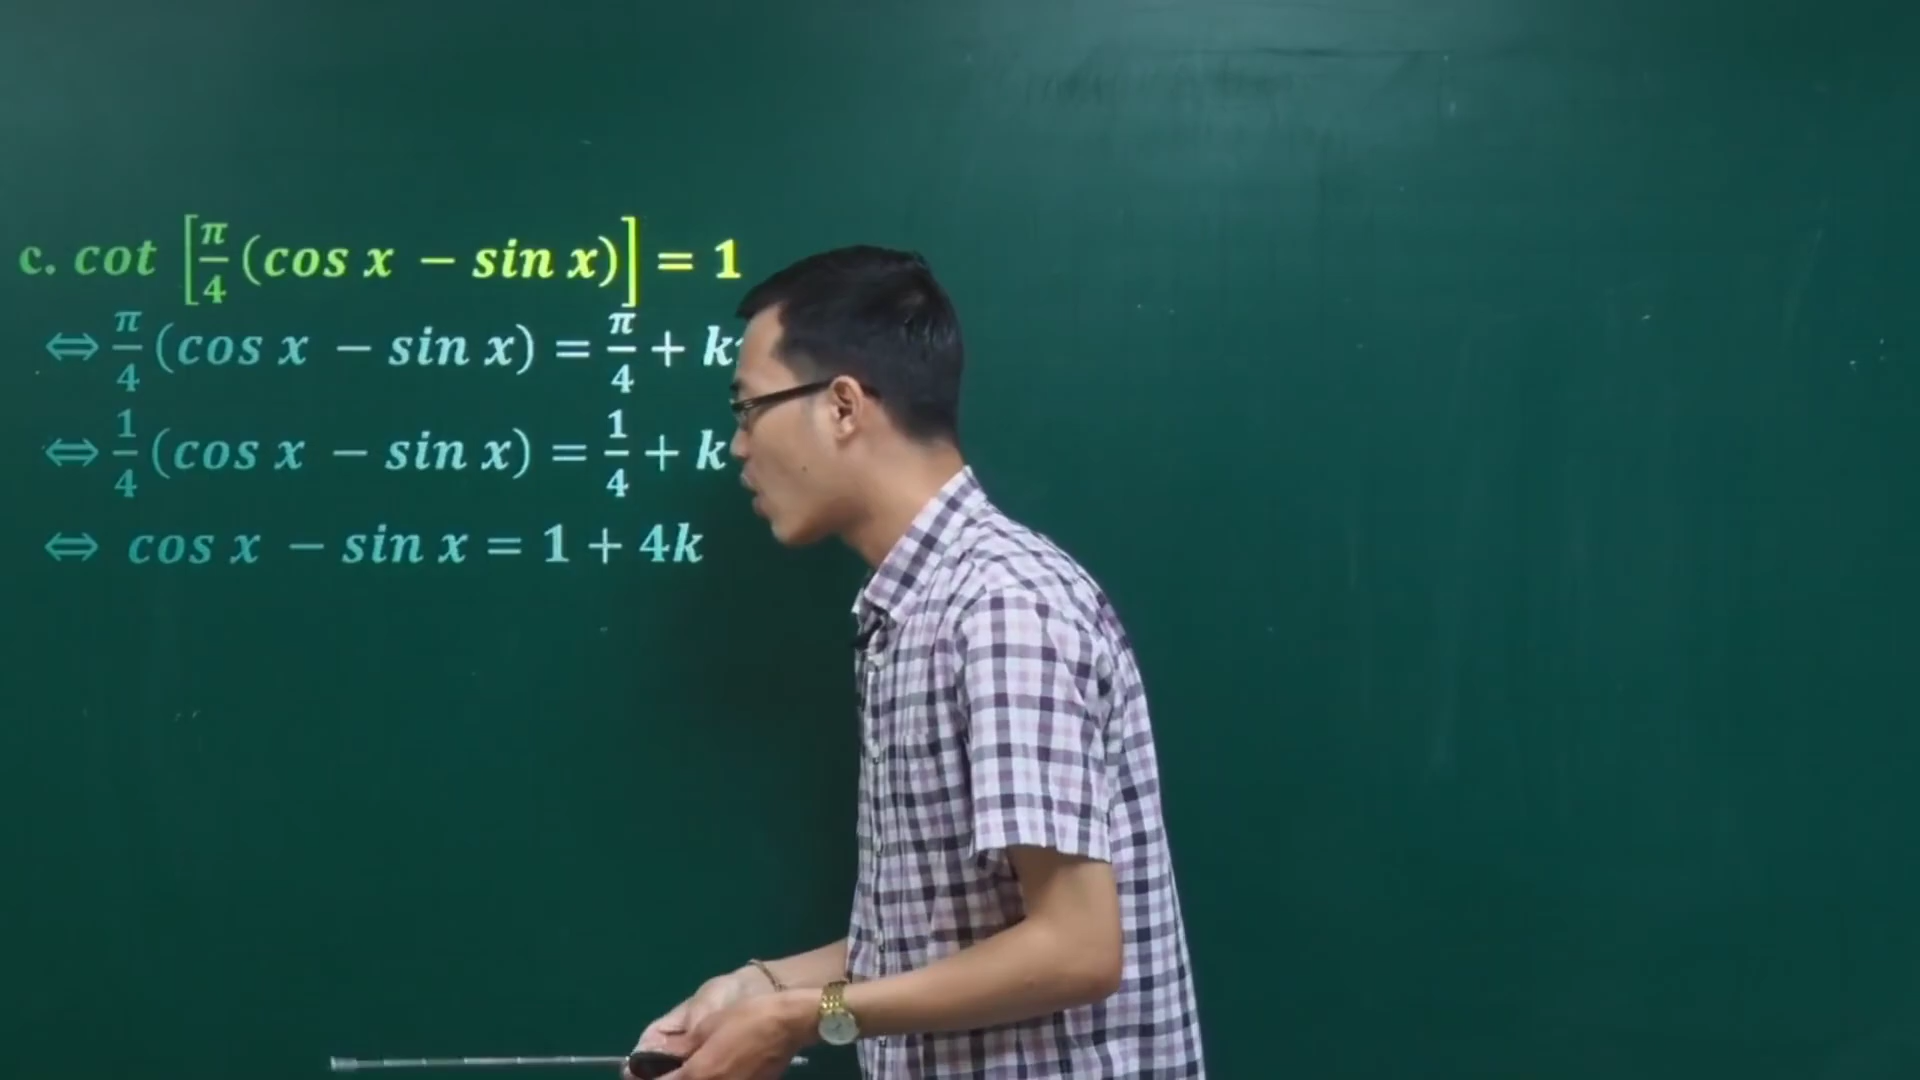 c. cot [π/4 (cos x − sin x)] = 1
⇔ π/4 (cos x − sin x) = π/4 + k
⇔ 1/4 (cos x − sin x) = 1/4 + k
⇔ cos x − sin x = 1 + 4k